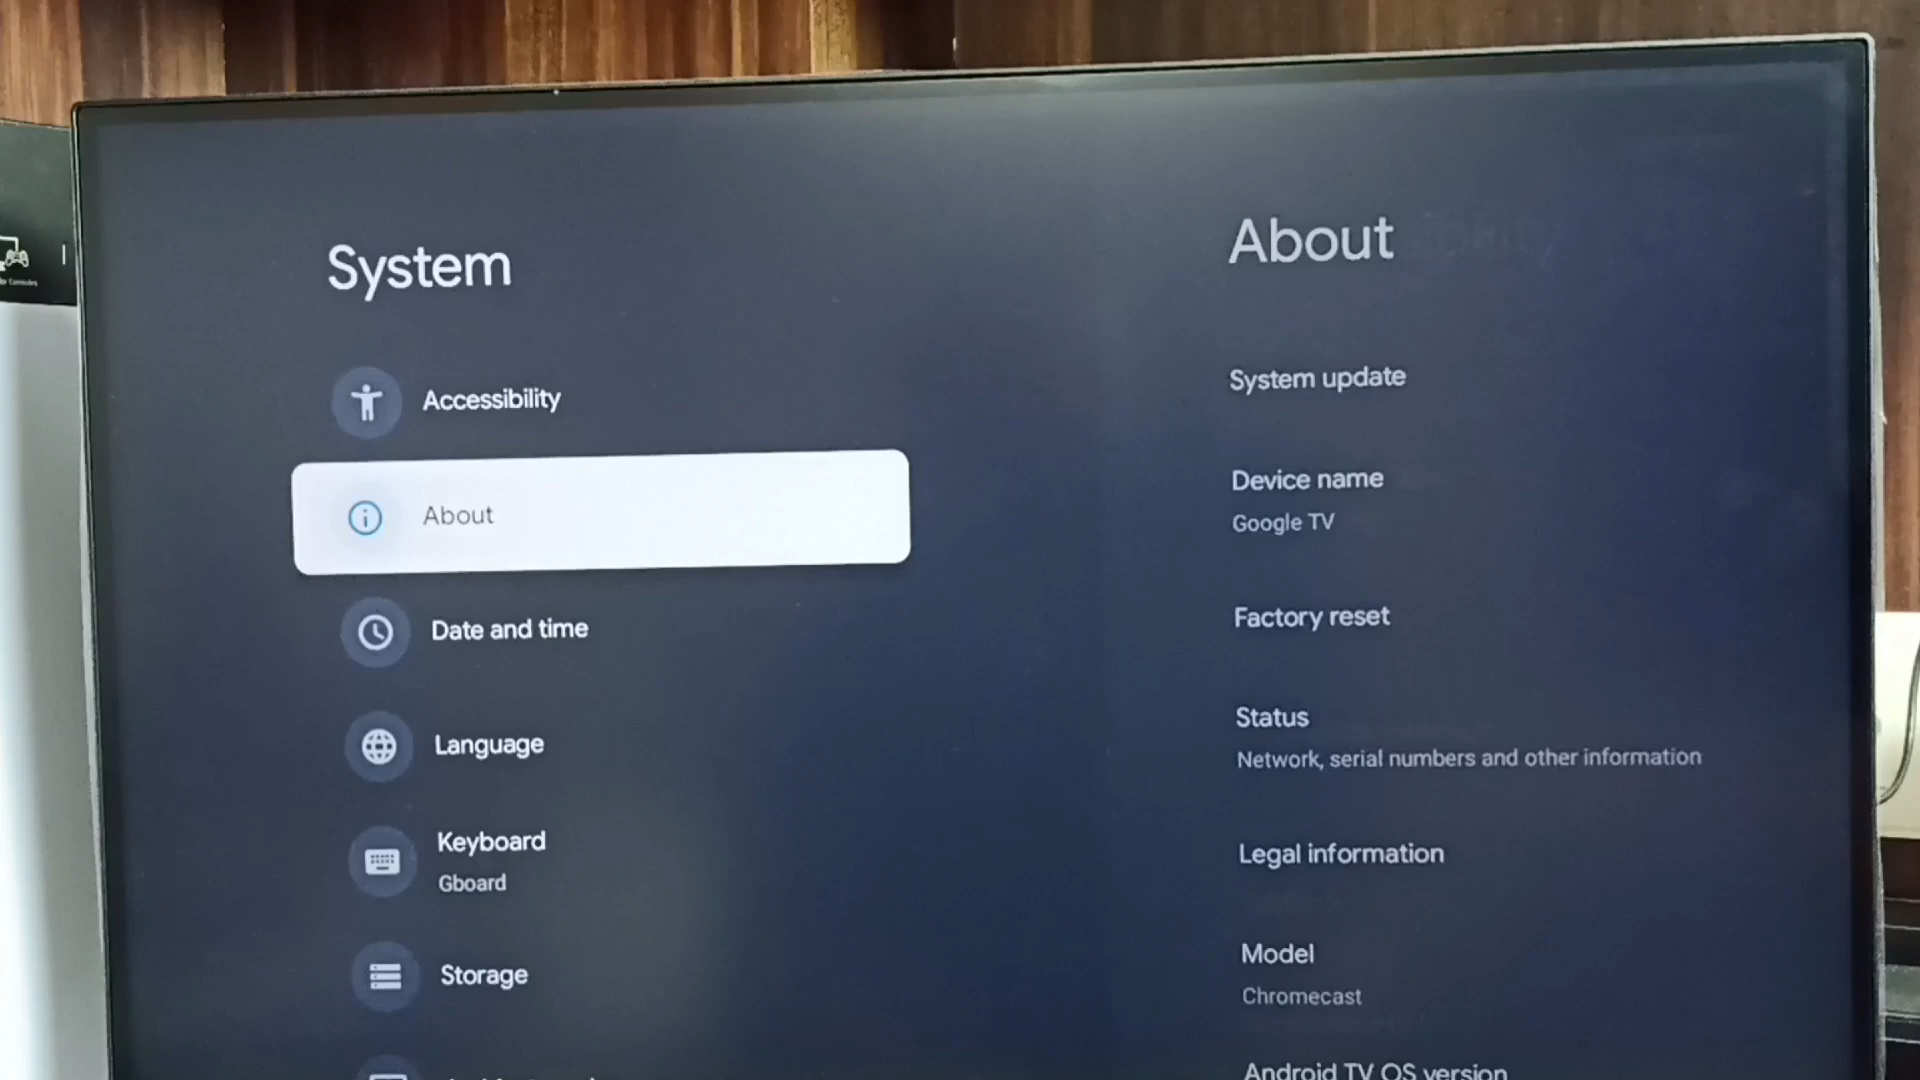 System
Accessibility
About
Date and time
Language
Keyboard
Gboard
Storage
About
System update
Device name
Google TV
Factory reset
Status
Network, serial numbers and other information
Legal information
Model
Chromecast
Android TV OS version
Consoles